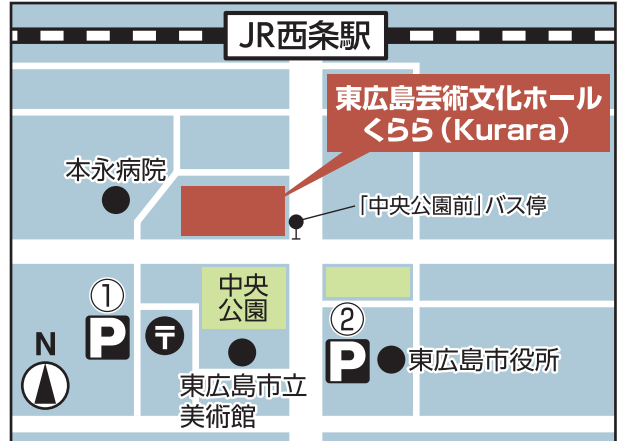 JR西条駅
東広島芸術文化ホール
くらら(Kurara)
本永病院
「中央公園前」バス停
中央
公園
①
P
〒
②
P
N
東広島市役所
東広島市立
美術館